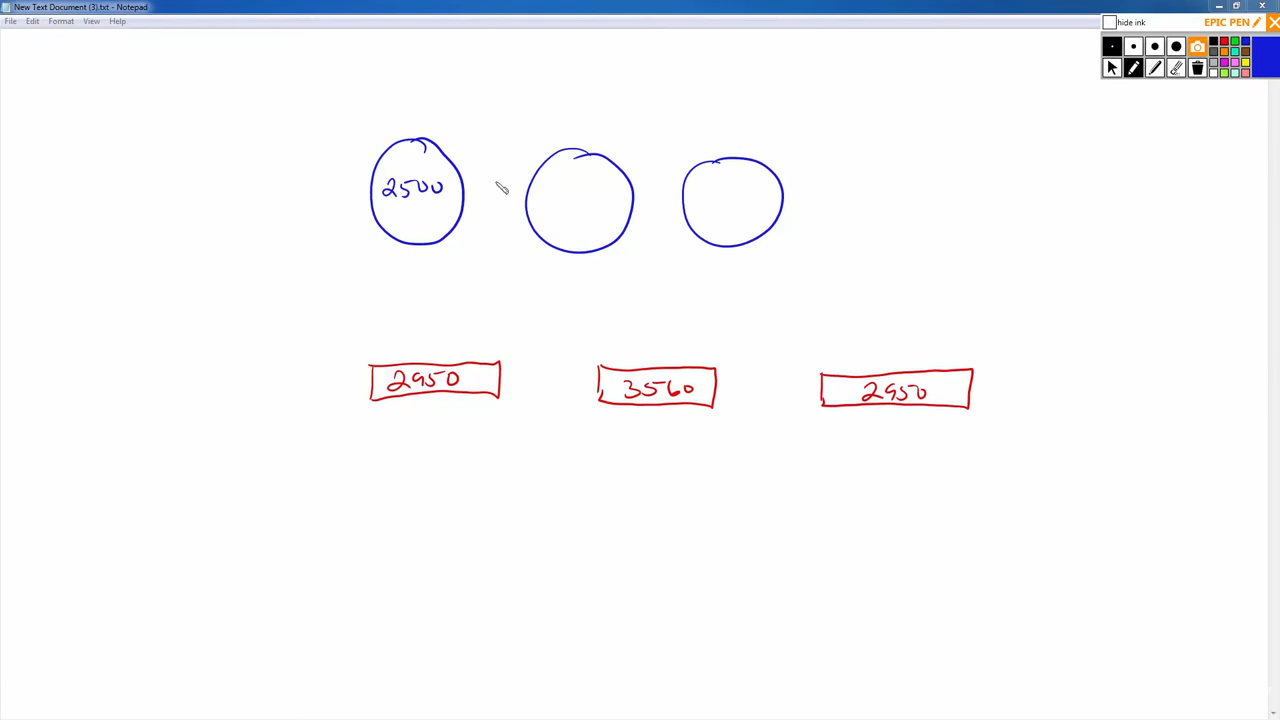 New Text Document (3).txt - Notepad
File Edit Format View Help
hide ink
EPIC PEN
2500
2950
3560
2950